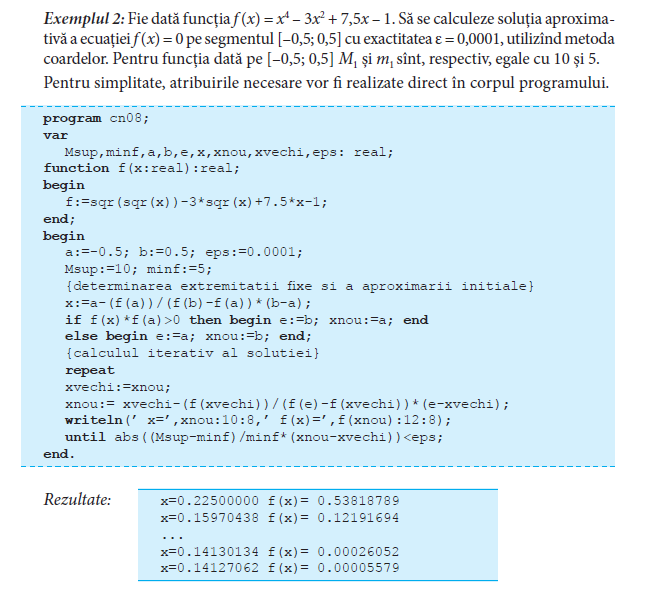 Exemplul 2: Fie dată funcția f (x) = x⁴ – 3x² + 7,5x – 1. Să se calculeze soluția aproxima-
tivă a ecuației f (x) = 0 pe segmentul [–0,5; 0,5] cu exactitatea ε = 0,0001, utilizînd metoda
coardelor. Pentru funcția dată pe [–0,5; 0,5] M₁ și m₁ sînt, respectiv, egale cu 10 și 5.
Pentru simplitate, atribuirile necesare vor fi realizate direct în corpul programului.
program cn08;
var
Msup,minf,a,b,e,x,xnou,xvechi,eps: real;
function f(x:real):real;
begin
f:=sqr(sqr(x))-3*sqr(x)+7.5*x-1;
end;
begin
a:=-0.5; b:=0.5; eps:=0.0001;
Msup:=10; minf:=5;
{determinarea extremitatii fixe si a aproximarii initiale}
x:=a-(f(a))/(f(b)-f(a))*(b-a);
if f(x)*f(a)>0 then begin e:=b; xnou:=a; end
else begin e:=a; xnou:=b; end;
{calculul iterativ al solutiei}
repeat
xvechi:=xnou;
xnou:= xvechi-(f(xvechi))/(f(e)-f(xvechi))*(e-xvechi);
writeln(’ x=’,xnou:10:8,’ f(x)=’,f(xnou):12:8);
until abs((Msup-minf)/minf*(xnou-xvechi))<eps;
end.
Rezultate:
x=0.22500000 f(x)= 0.53818789
x=0.15970438 f(x)= 0.12191694
...
x=0.14130134 f(x)= 0.00026052
x=0.14127062 f(x)= 0.00005579